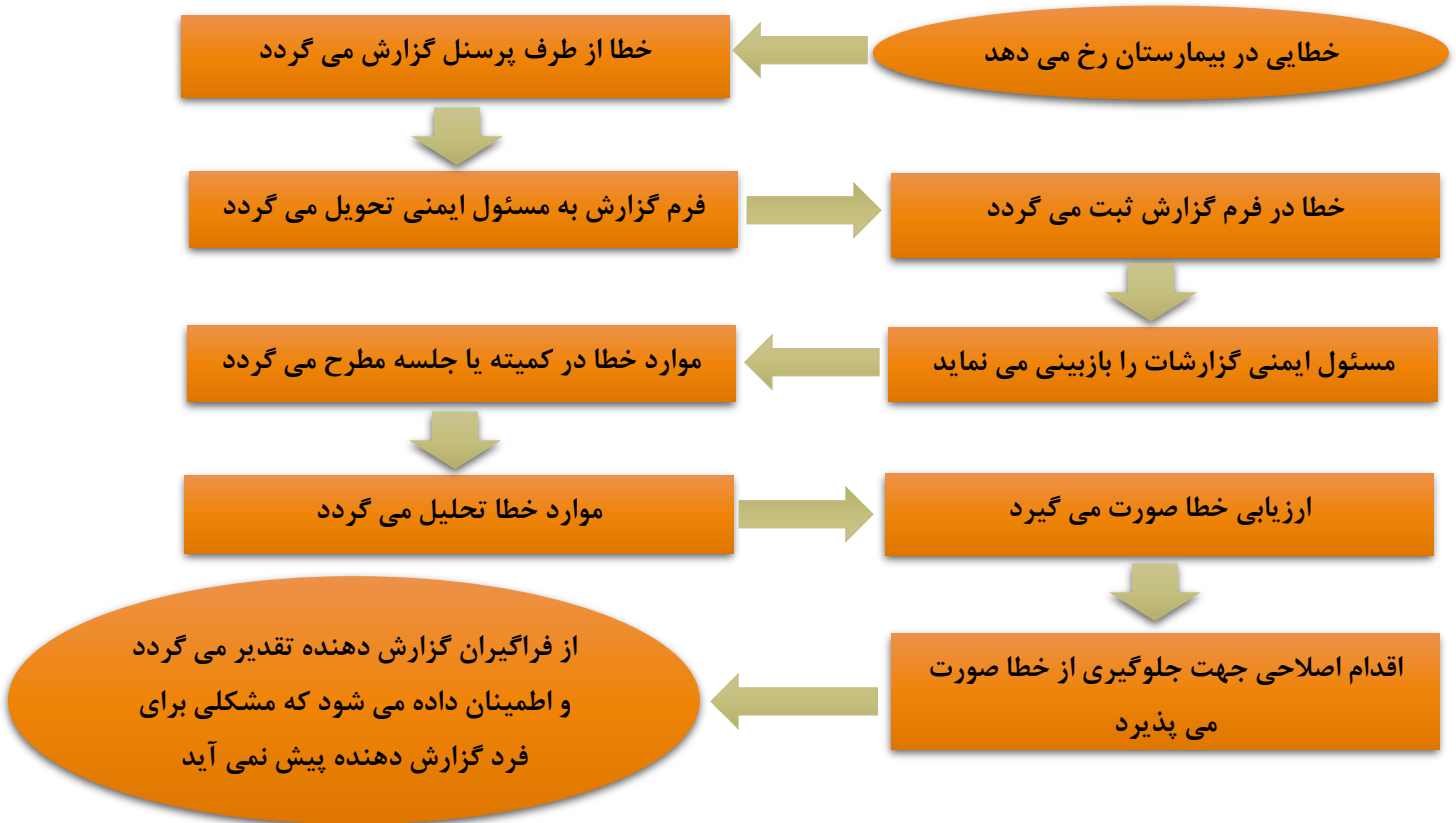 خطایی در بیمارستان رخ می دهد
خطا از طرف پرسنل گزارش می گردد
فرم گزارش به مسئول ایمنی تحویل می گردد
خطا در فرم گزارش ثبت می گردد
مسئول ایمنی گزارشات را بازبینی می نماید
موارد خطا در کمیته یا جلسه مطرح می گردد
موارد خطا تحلیل می گردد
ارزیابی خطا صورت می گیرد
اقدام اصلاحی جهت جلوگیری از خطا صورت
می پذیرد
از فراگیران گزارش دهنده تقدیر می گردد
و اطمینان داده می شود که مشکلی برای
فرد گزارش دهنده پیش نمی آید